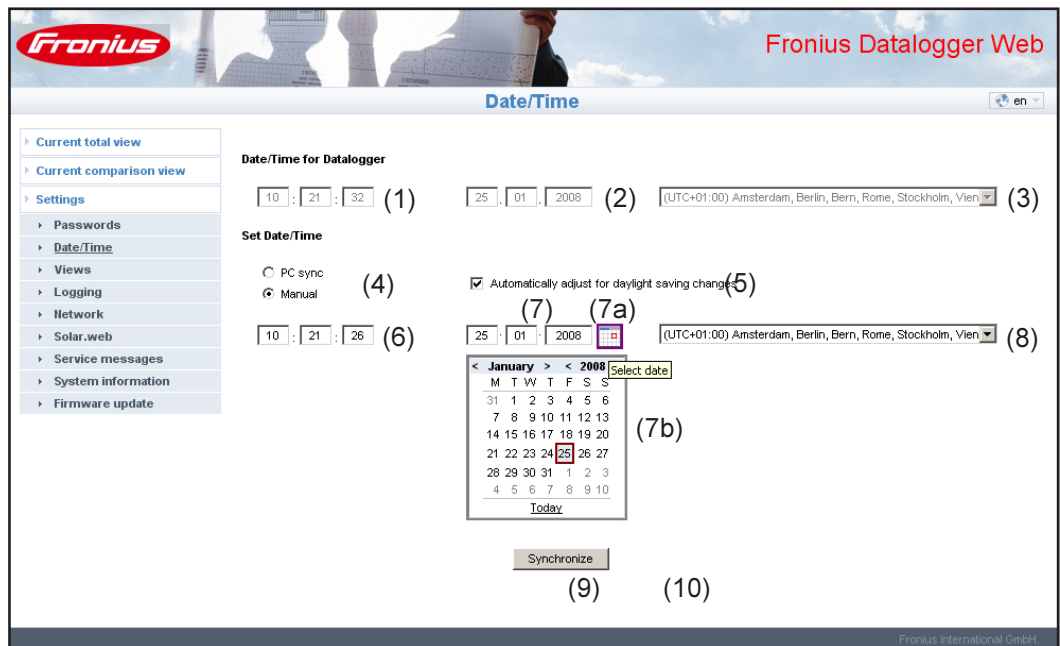 Fronius
Fronius Datalogger Web
Date/Time
en
Current total view
Current comparison view
Settings
Passwords
Date/Time
Views
Logging
Network
Solar.web
Service messages
System information
Firmware update
Date/Time for Datalogger
10 : 21 : 32 (1) 25 . 01 . 2008 (2) (UTC+01:00) Amsterdam, Berlin, Bern, Rome, Stockholm, Vien (3)
Set Date/Time
PC sync
Manual
(4)
Automatically adjust for daylight saving changes (5)
(7) (7a)
10 : 21 : 26 (6) 25 . 01 . 2008 (UTC+01:00) Amsterdam, Berlin, Bern, Rome, Stockholm, Vien (8)
< January > < 2008
Select date
M T W T F S S
31 1 2 3 4 5 6
7 8 9 10 11 12 13
14 15 16 17 18 19 20
(7b)
21 22 23 24 25 26 27
28 29 30 31 1 2 3
4 5 6 7 8 9 10
Today
Synchronize
(9) (10)
Fronius International GmbH.